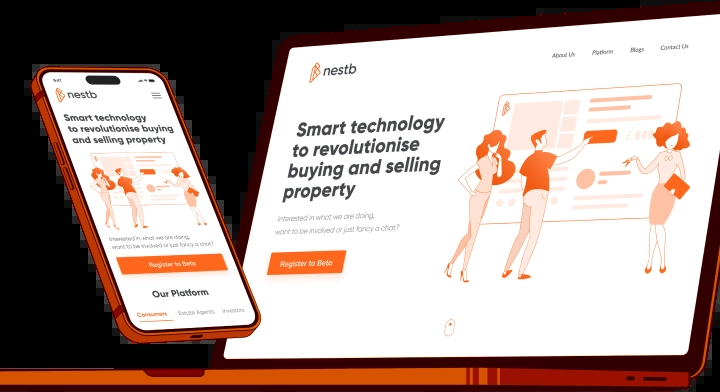 9:41
nestb
Smart technology
to revolutionise buying
and selling property
Interested in what we are doing,
want to be involved or just fancy a chat?
Register to Beta
Our Platform
Consumers Estate Agents Investors
nestb
About Us Platform Blogs Contact Us
Smart technology
to revolutionise
buying and selling
property
Interested in what we are doing,
want to be involved or just fancy a chat?
Register to Beta